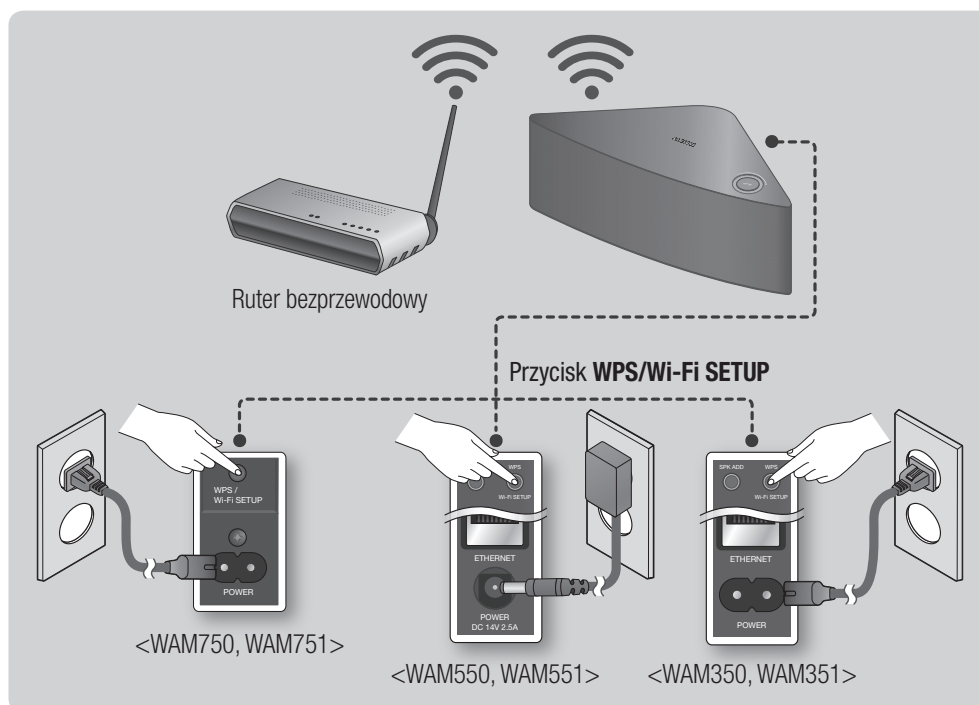 Ruter bezprzewodowy
Przycisk WPS/Wi-Fi SETUP
WPS /
Wi-Fi SETUP
POWER
<WAM750, WAM751>
WPS
Wi-Fi SETUP
ETHERNET
POWER
DC 14V 2.5A
<WAM550, WAM551>
SPK ADD WPS
Wi-Fi SETUP
ETHERNET
POWER
<WAM350, WAM351>